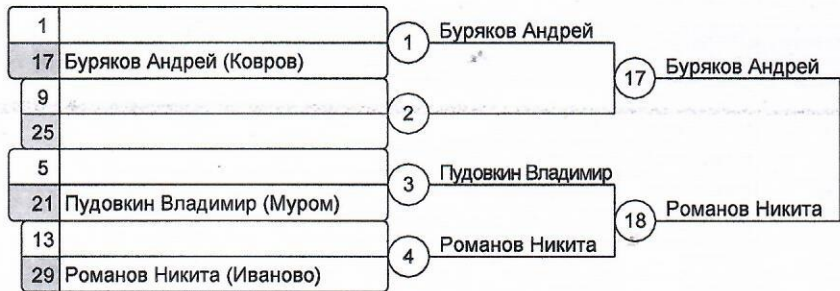 1
17 Буряков Андрей (Ковров)
9
25
5
21 Пудовкин Владимир (Муром)
13
29 Романов Никита (Иваново)
1 Буряков Андрей
2
3 Пудовкин Владимир
4 Романов Никита
17 Буряков Андрей
18 Романов Никита